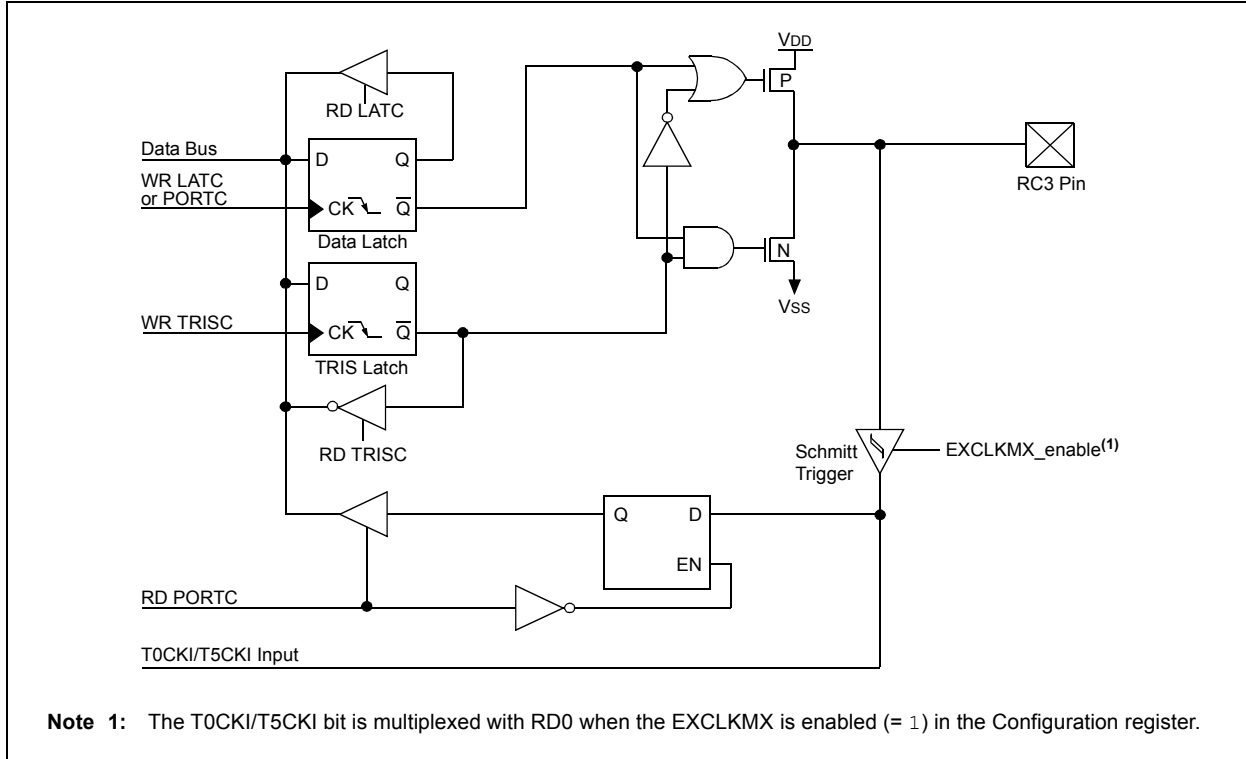 VDD
P
RD LATC
Data Bus
D Q
RC3 Pin
WR LATC
or PORTC
CK Q̅
Data Latch
N
VSS
D Q
WR TRISC
CK Q̅
TRIS Latch
RD TRISC
Schmitt
Trigger
EXCLKMX_enable(1)
Q D
EN
RD PORTC
T0CKI/T5CKI Input
Note 1: The T0CKI/T5CKI bit is multiplexed with RD0 when the EXCLKMX is enabled (= 1) in the Configuration register.